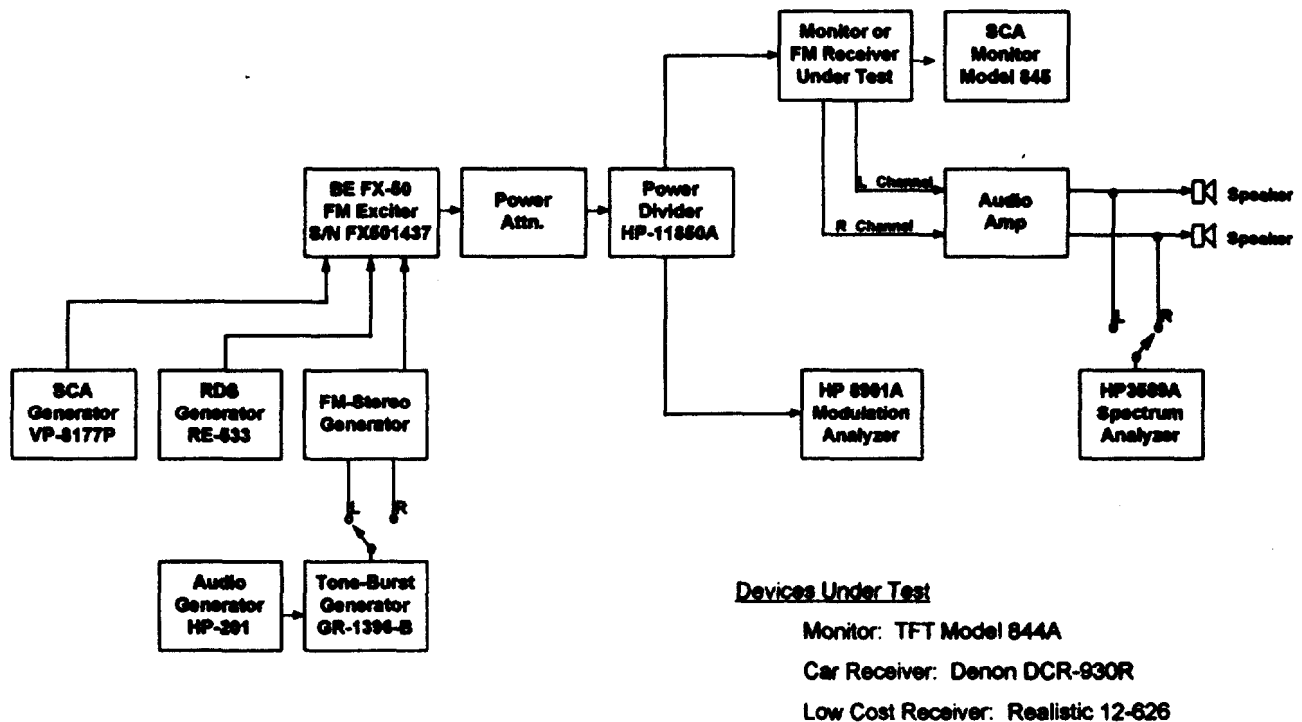 Monitor or
FM Receiver
Under Test
SCA
Monitor
Model 845
BE FX-50
FM Exciter
S/N FX501437
Power
Attn.
Power
Divider
HP-11850A
L Channel
R Channel
Audio
Amp
Speaker
Speaker
L
R
SCA
Generator
VP-8177P
RDS
Generator
RE-533
FM-Stereo
Generator
HP 8901A
Modulation
Analyzer
HP3589A
Spectrum
Analyzer
L
R
Audio
Generator
HP-201
Tone-Burst
Generator
GR-1396-B
Devices Under Test
Monitor: TFT Model 844A
Car Receiver: Denon DCR-930R
Low Cost Receiver: Realistic 12-626